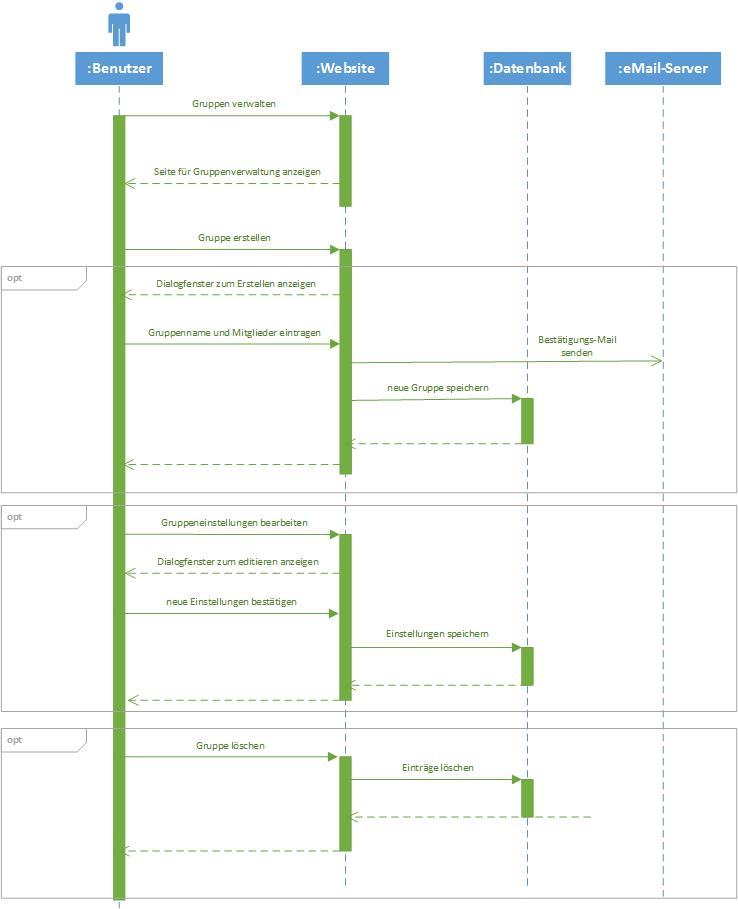 :Benutzer
:Website
:Datenbank
:eMail-Server
Gruppen verwalten
Seite für Gruppenverwaltung anzeigen
Gruppe erstellen
opt
Dialogfenster zum Erstellen anzeigen
Gruppenname und Mitglieder eintragen
Bestätigungs-Mail
senden
neue Gruppe speichern
opt
Gruppeneinstellungen bearbeiten
Dialogfenster zum editieren anzeigen
neue Einstellungen bestätigen
Einstellungen speichern
opt
Gruppe löschen
Einträge löschen